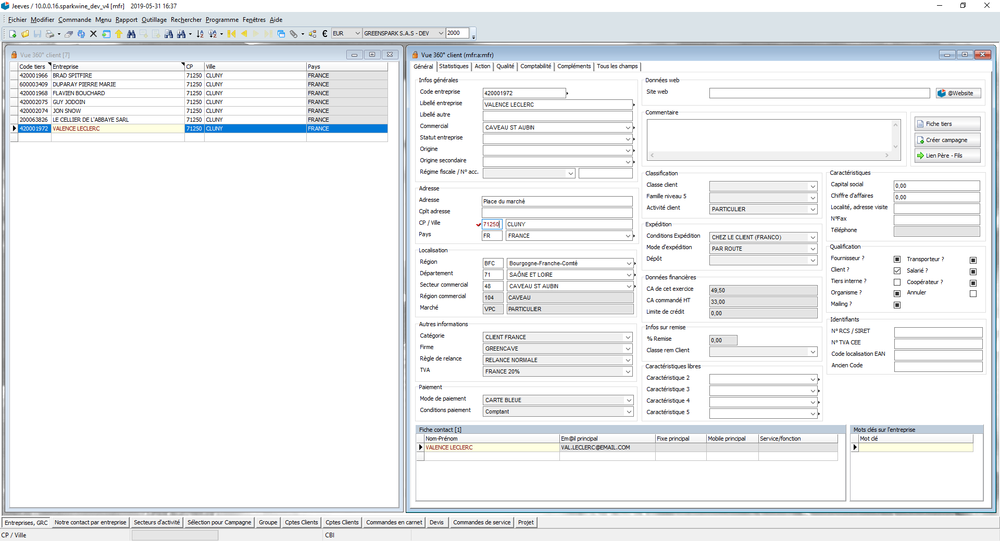 Jeeves / 10.0.0.16.sparkwine_dev_v4 [mfr] 2019-05-31 16:37
Fichier Modifier Commande Menu Rapport Outillage Rechercher Programme Fenêtres Aide
EUR GREENSPARK S.A.S - DEV 2000
Vue 360° client [7]
Code tiers Entreprise CP Ville Pays
420001966 BRAD SPITFIRE 71250 CLUNY FRANCE
600003409 DUPARAY PIERRE MARIE 71250 CLUNY FRANCE
420001968 FLAVIEN BOUCHARD 71250 CLUNY FRANCE
420002075 GUY JODOIN 71250 CLUNY FRANCE
420002074 JON SNOW 71250 CLUNY FRANCE
200063826 LE CELLIER DE L'ABBAYE SARL 71250 CLUNY FRANCE
420001972 VALENCE LECLERC 71250 CLUNY FRANCE
Vue 360° client (mfr:a:mfr)
Général Statistiques Action Qualité Comptabilité Compléments Tous les champs
Infos générales
Code entreprise 420001972
Libellé entreprise VALENCE LECLERC
Libellé autre
Commercial CAVEAU ST AUBIN
Statut entreprise
Origine
Origine secondaire
Régime fiscale / N° acc.
Adresse
Adresse Place du marché
Cplt adresse
CP / Ville 71250 CLUNY
Pays FR FRANCE
Localisation
Région BFC Bourgogne-Franche-Comté
Département 71 SAÔNE ET LOIRE
Secteur commercial 48 CAVEAU ST AUBIN
Région commercial 104 CAVEAU
Marché VPC PARTICULIER
Autres informations
Catégorie CLIENT FRANCE
Firme GREENCAVE
Règle de relance RELANCE NORMALE
TVA FRANCE 20%
Paiement
Mode de paiement CARTE BLEUE
Conditions paiement Comptant
Données web
Site web @Website
Commentaire
Fiche tiers
Créer campagne
Lien Père - Fils
Classification
Classe client
Famille niveau 5
Activité client PARTICULIER
Expédition
Conditions Expédition CHEZ LE CLIENT (FRANCO)
Mode d'expédition PAR ROUTE
Dépôt
Données financières
CA de cet exercice 49,50
CA commandé HT 33,00
Limite de crédit 0,00
Infos sur remise
% Remise 0,00
Classe rem Client
Caractéristiques libres
Caractéristique 2
Caractéristique 3
Caractéristique 4
Caractéristique 5
Caractéristiques
Capital social 0,00
Chiffre d'affaires 0,00
Localité, adresse visite
N°Fax
Téléphone
Qualification
Fournisseur ? Transporteur ?
Client ? Salarié ?
Tiers interne ? Coopérateur ?
Organisme ? Annuler
Mailing ?
Identifiants
N° RCS / SIRET
N° TVA CEE
Code localisation EAN
Ancien Code
Fiche contact [1]
Nom-Prénom Em@il principal Fixe principal Mobile principal Service/fonction
VALENCE LECLERC VAL.LECLERC@EMAIL.COM
Mots clés sur l'entreprise
Mot clé
Entreprises, GRC Notre contact par entreprise Secteurs d'activité Sélection pour Campagne Groupe Cptes Clients Cptes Clients Commandes en carnet Devis Commandes de service Projet
CP / Ville CBI